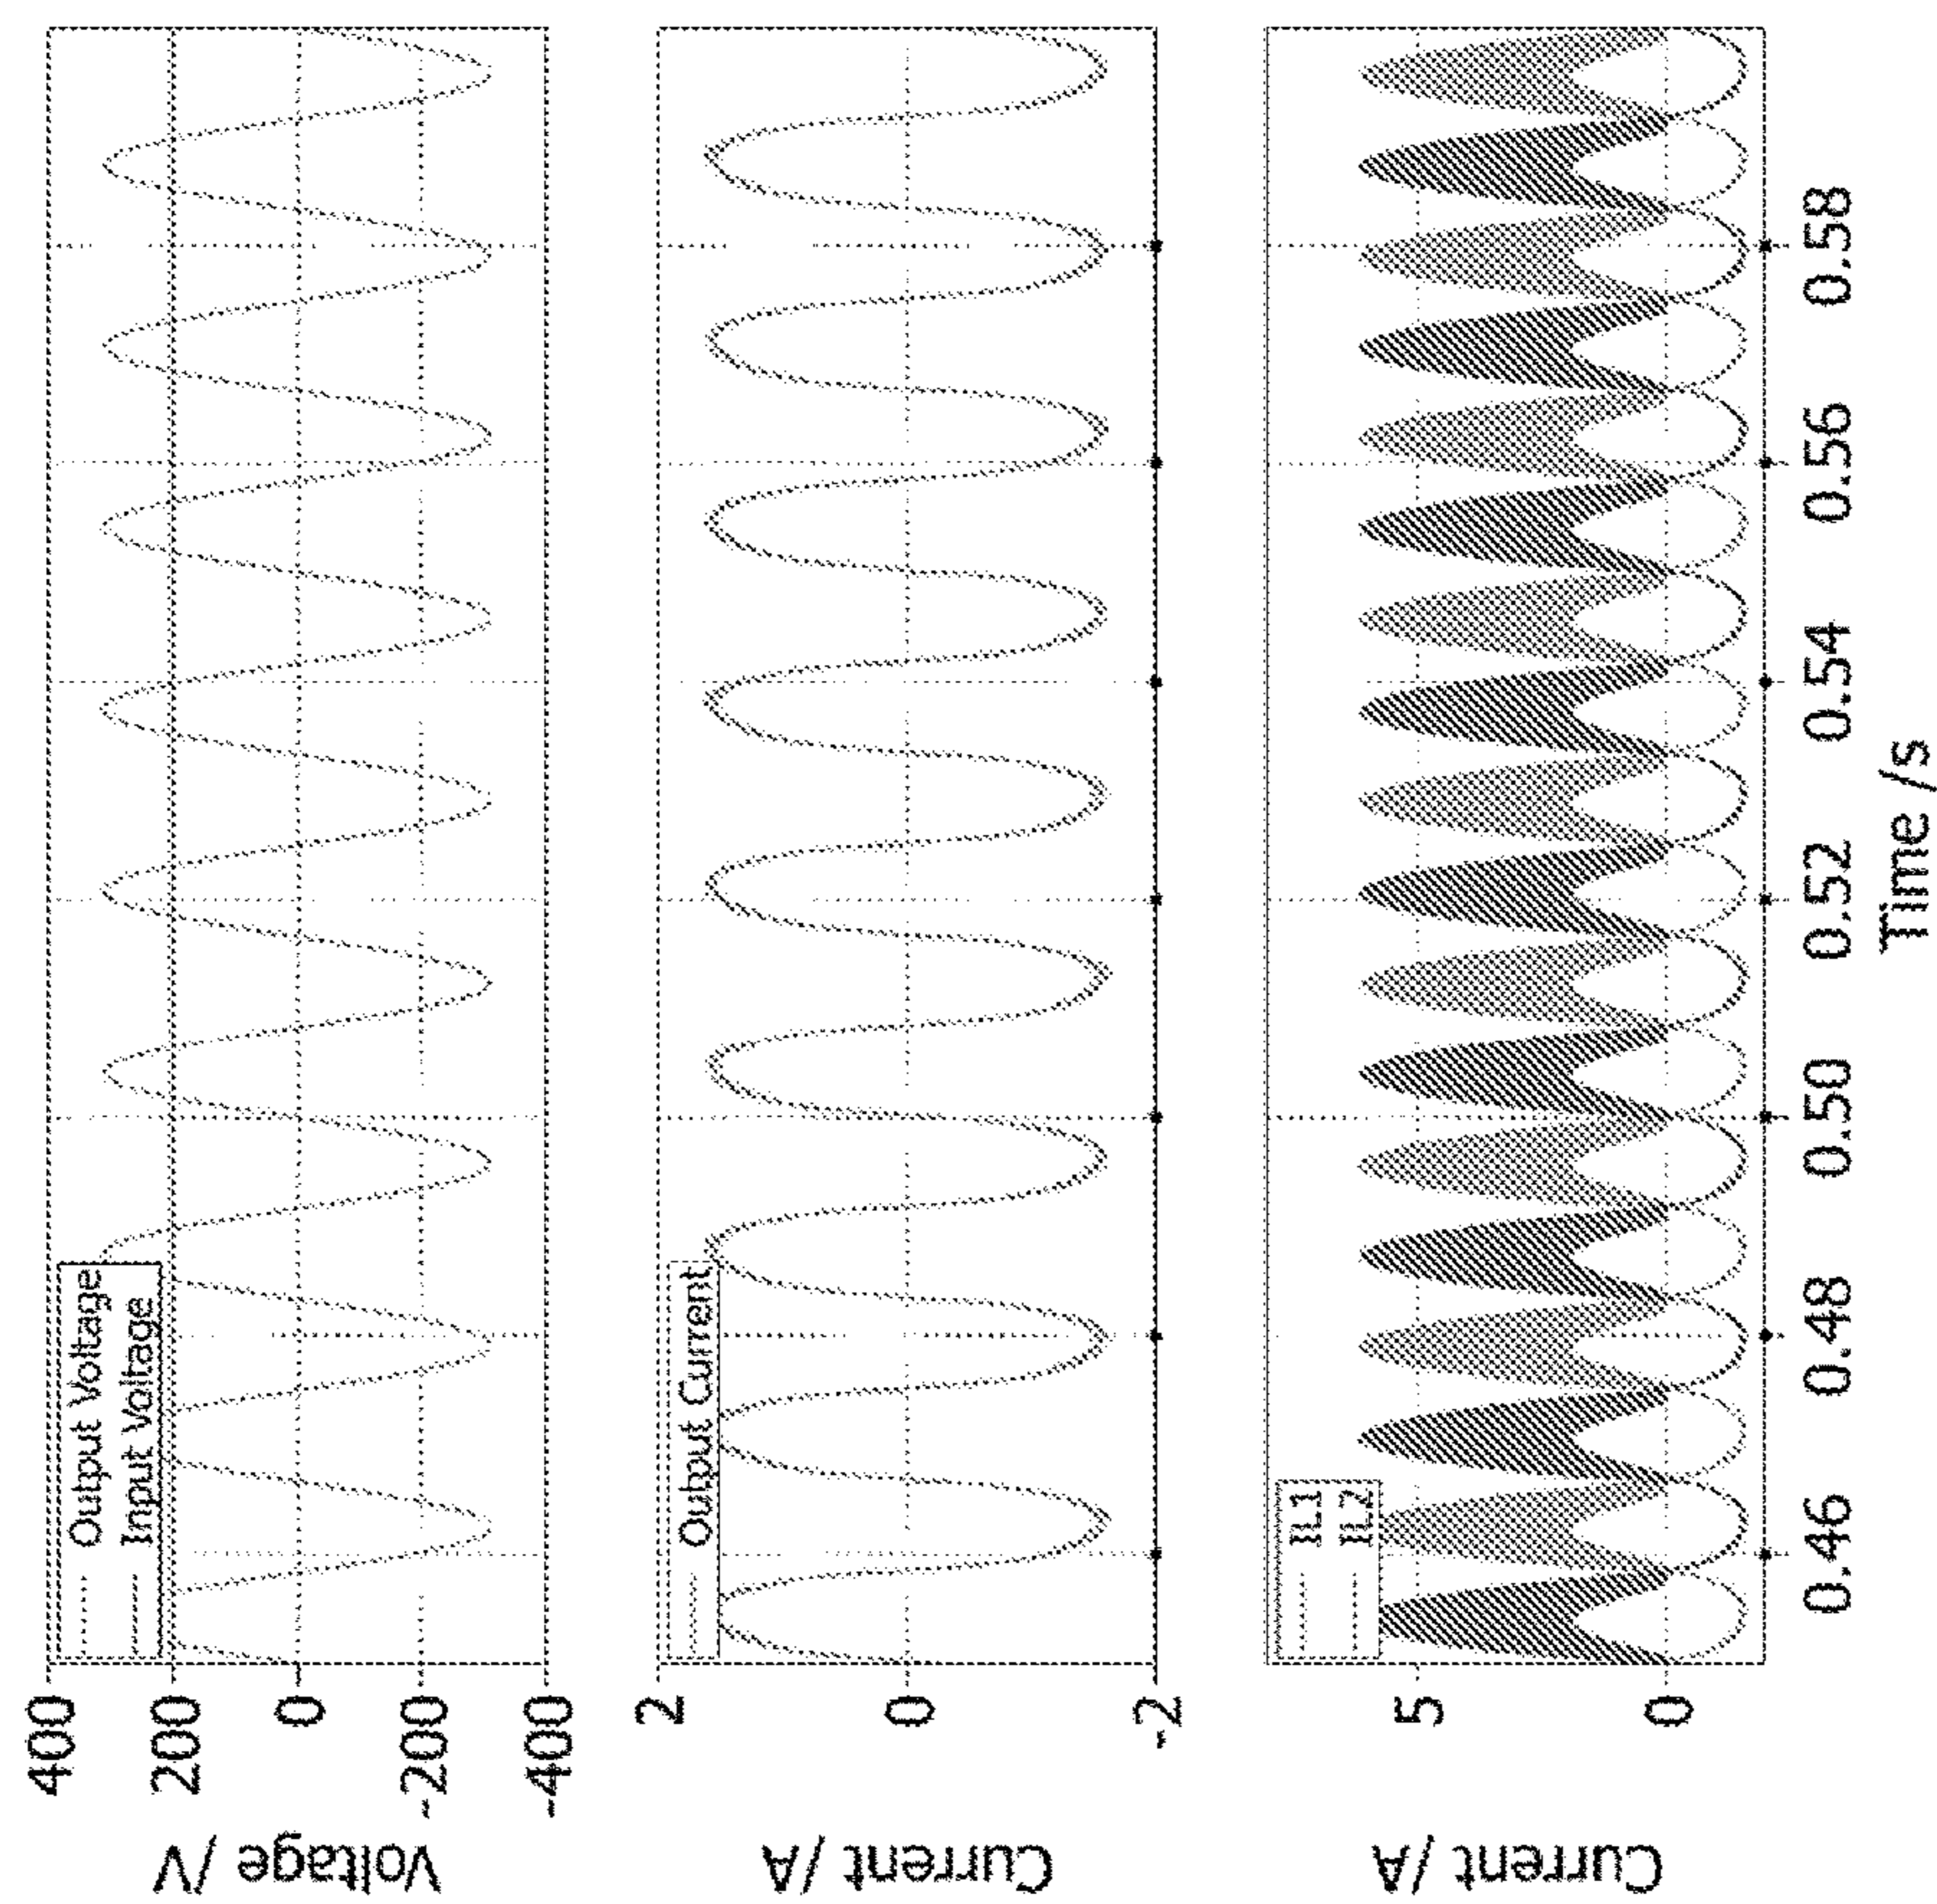 Voltage /V
400
200
0
-200
-400
Output Voltage
Input Voltage
Current /A
2
0
-2
Output Current
Current /A
5
0
IL1
IL2
0.46 0.48 0.50 0.52 0.54 0.56 0.58
Time /s